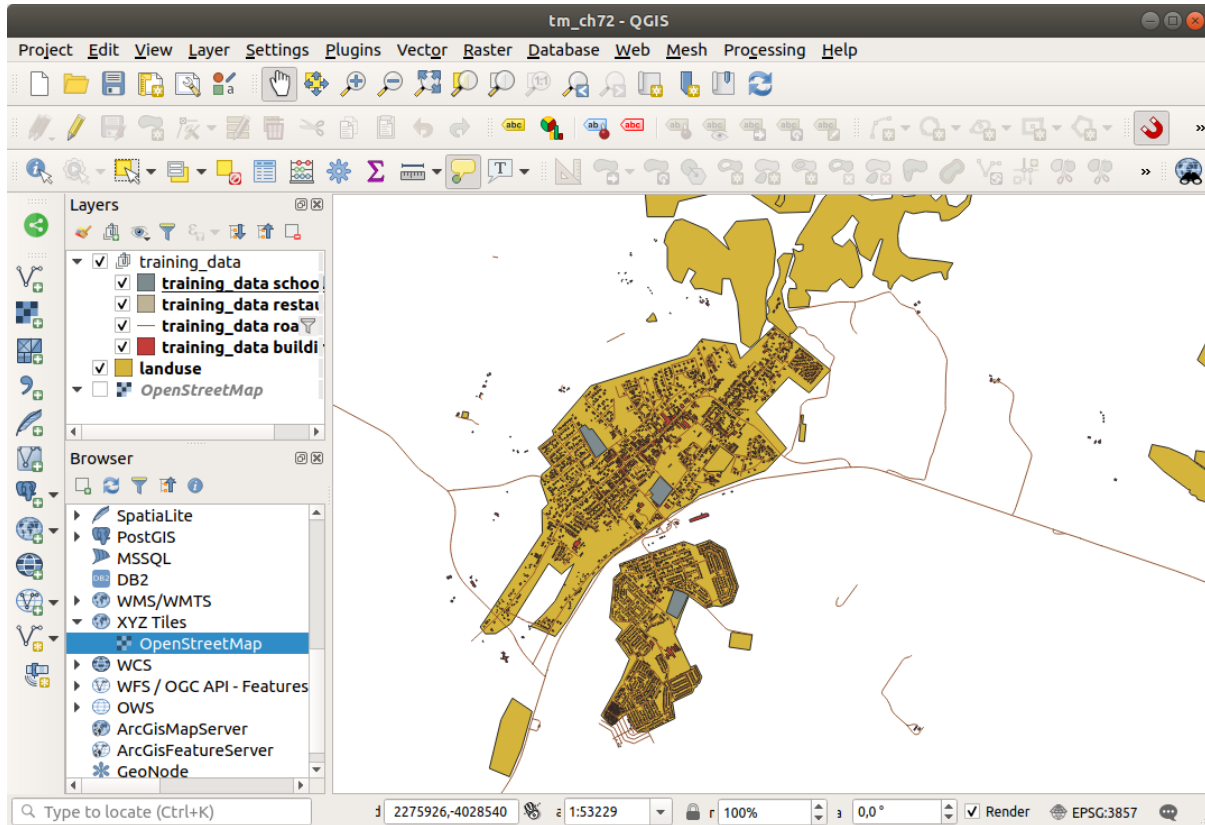 tm_ch72 - QGIS
Project Edit View Layer Settings Plugins Vector Raster Database Web Mesh Processing Help
Layers
training_data
training_data schoo
training_data restau
training_data roa
training_data buildi
landuse
OpenStreetMap
Browser
SpatiaLite
PostGIS
MSSQL
DB2
WMS/WMTS
XYZ Tiles
OpenStreetMap
WCS
WFS / OGC API - Features
OWS
ArcGisMapServer
ArcGisFeatureServer
GeoNode
Type to locate (Ctrl+K) 2275926,-4028540 1:53229 100% 0,0 ° Render EPSG:3857